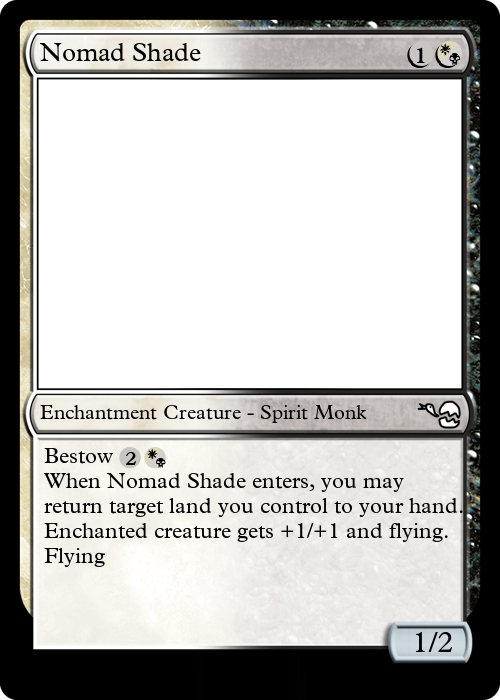 Nomad Shade 1
Enchantment Creature - Spirit Monk
Bestow 2
When Nomad Shade enters, you may
return target land you control to your hand.
Enchanted creature gets +1/+1 and flying.
Flying
1/2